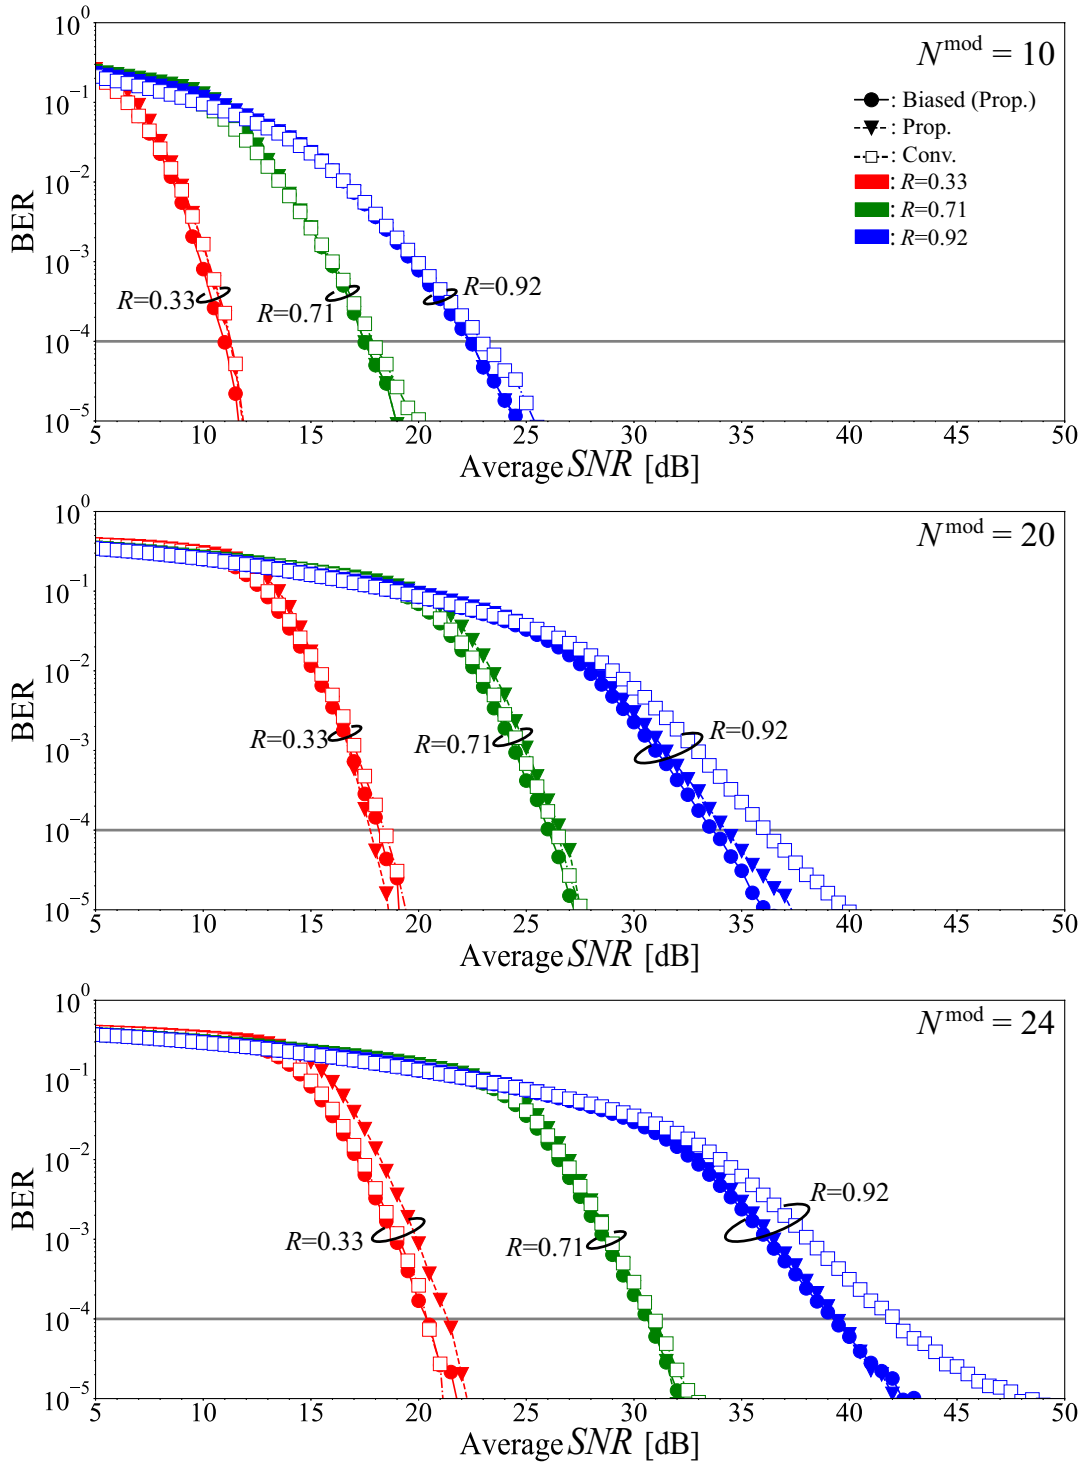 10^0
10^-1
10^-2
10^-3
10^-4
10^-5
BER
N^mod = 10
: Biased (Prop.)
: Prop.
: Conv.
: R=0.33
: R=0.71
: R=0.92
R=0.33
R=0.71
R=0.92
5 10 15 20 25 30 35 40 45 50
Average SNR [dB]
10^0
10^-1
10^-2
10^-3
10^-4
10^-5
BER
N^mod = 20
R=0.33
R=0.71
R=0.92
5 10 15 20 25 30 35 40 45 50
Average SNR [dB]
10^0
10^-1
10^-2
10^-3
10^-4
10^-5
BER
N^mod = 24
R=0.33
R=0.71
R=0.92
5 10 15 20 25 30 35 40 45 50
Average SNR [dB]